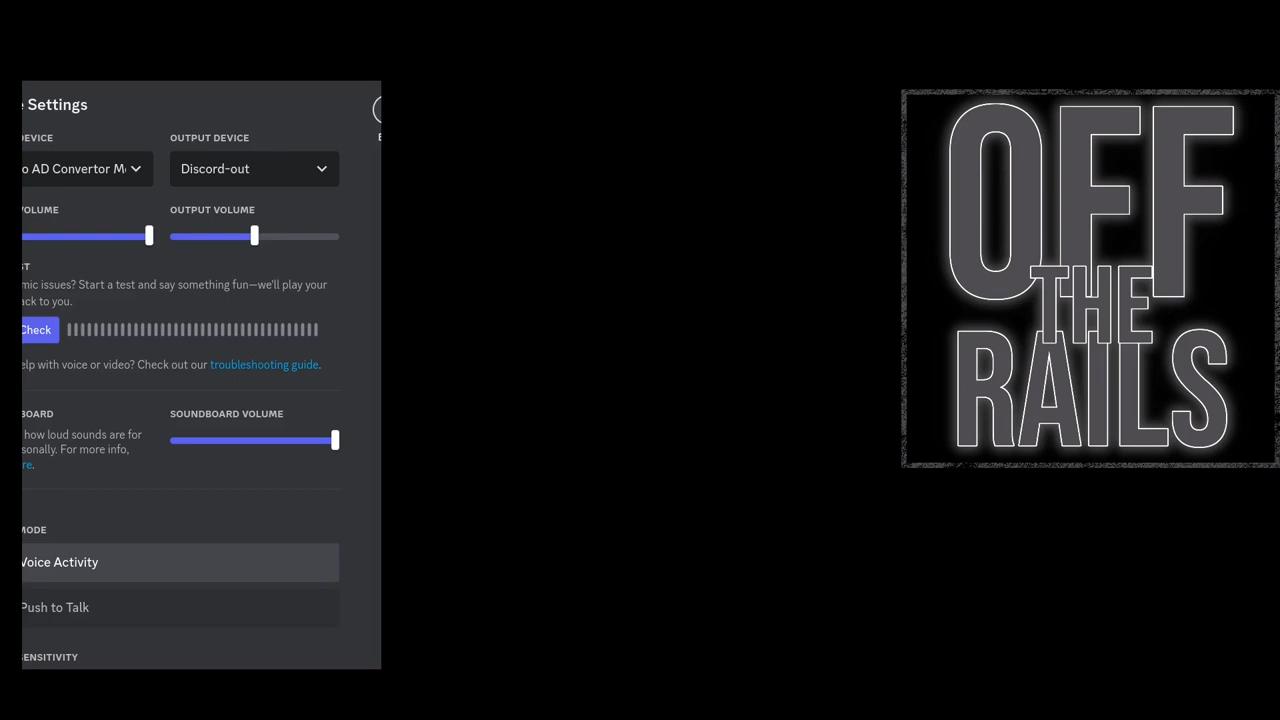 e Settings
DEVICE
OUTPUT DEVICE
o AD Convertor M
Discord-out
VOLUME
OUTPUT VOLUME
ST
mic issues? Start a test and say something fun—we'll play your
ack to you.
Check
elp with voice or video? Check out our troubleshooting guide.
BOARD
SOUNDBOARD VOLUME
how loud sounds are for
sonally. For more info,
re.
MODE
Voice Activity
Push to Talk
SENSITIVITY
OFF
THE
RAILS